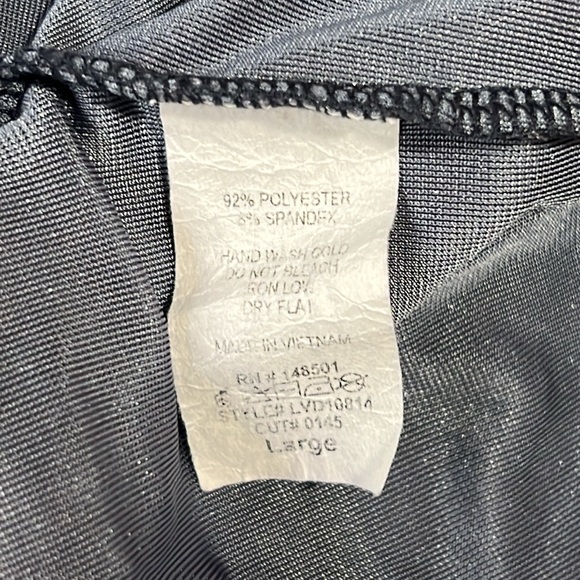 92% POLYESTER
8% SPANDEX
HAND WASH COLD
DO NOT BLEACH
IRON LOW
DRY FLAT
MADE IN VIETNAM
RN# 148501
STYLE# LVD10814
CUT# 0145
Large